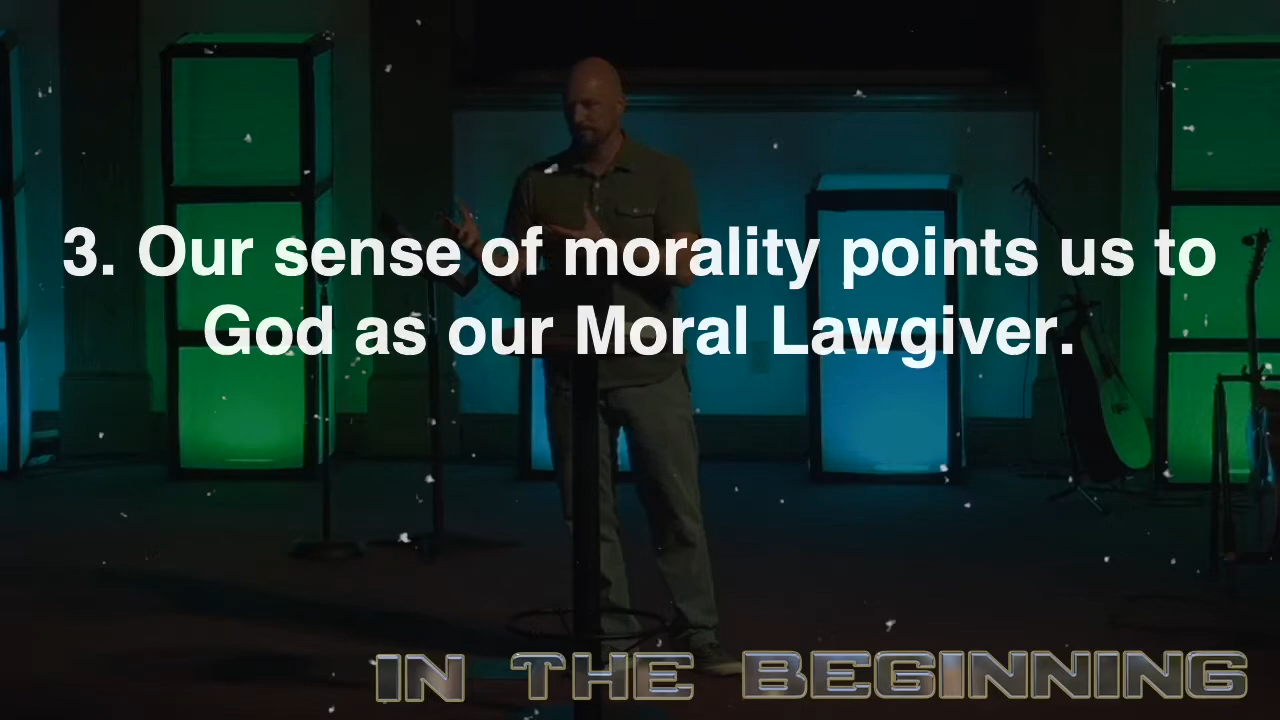 3. Our sense of morality points us to
God as our Moral Lawgiver.
IN THE BEGINNING